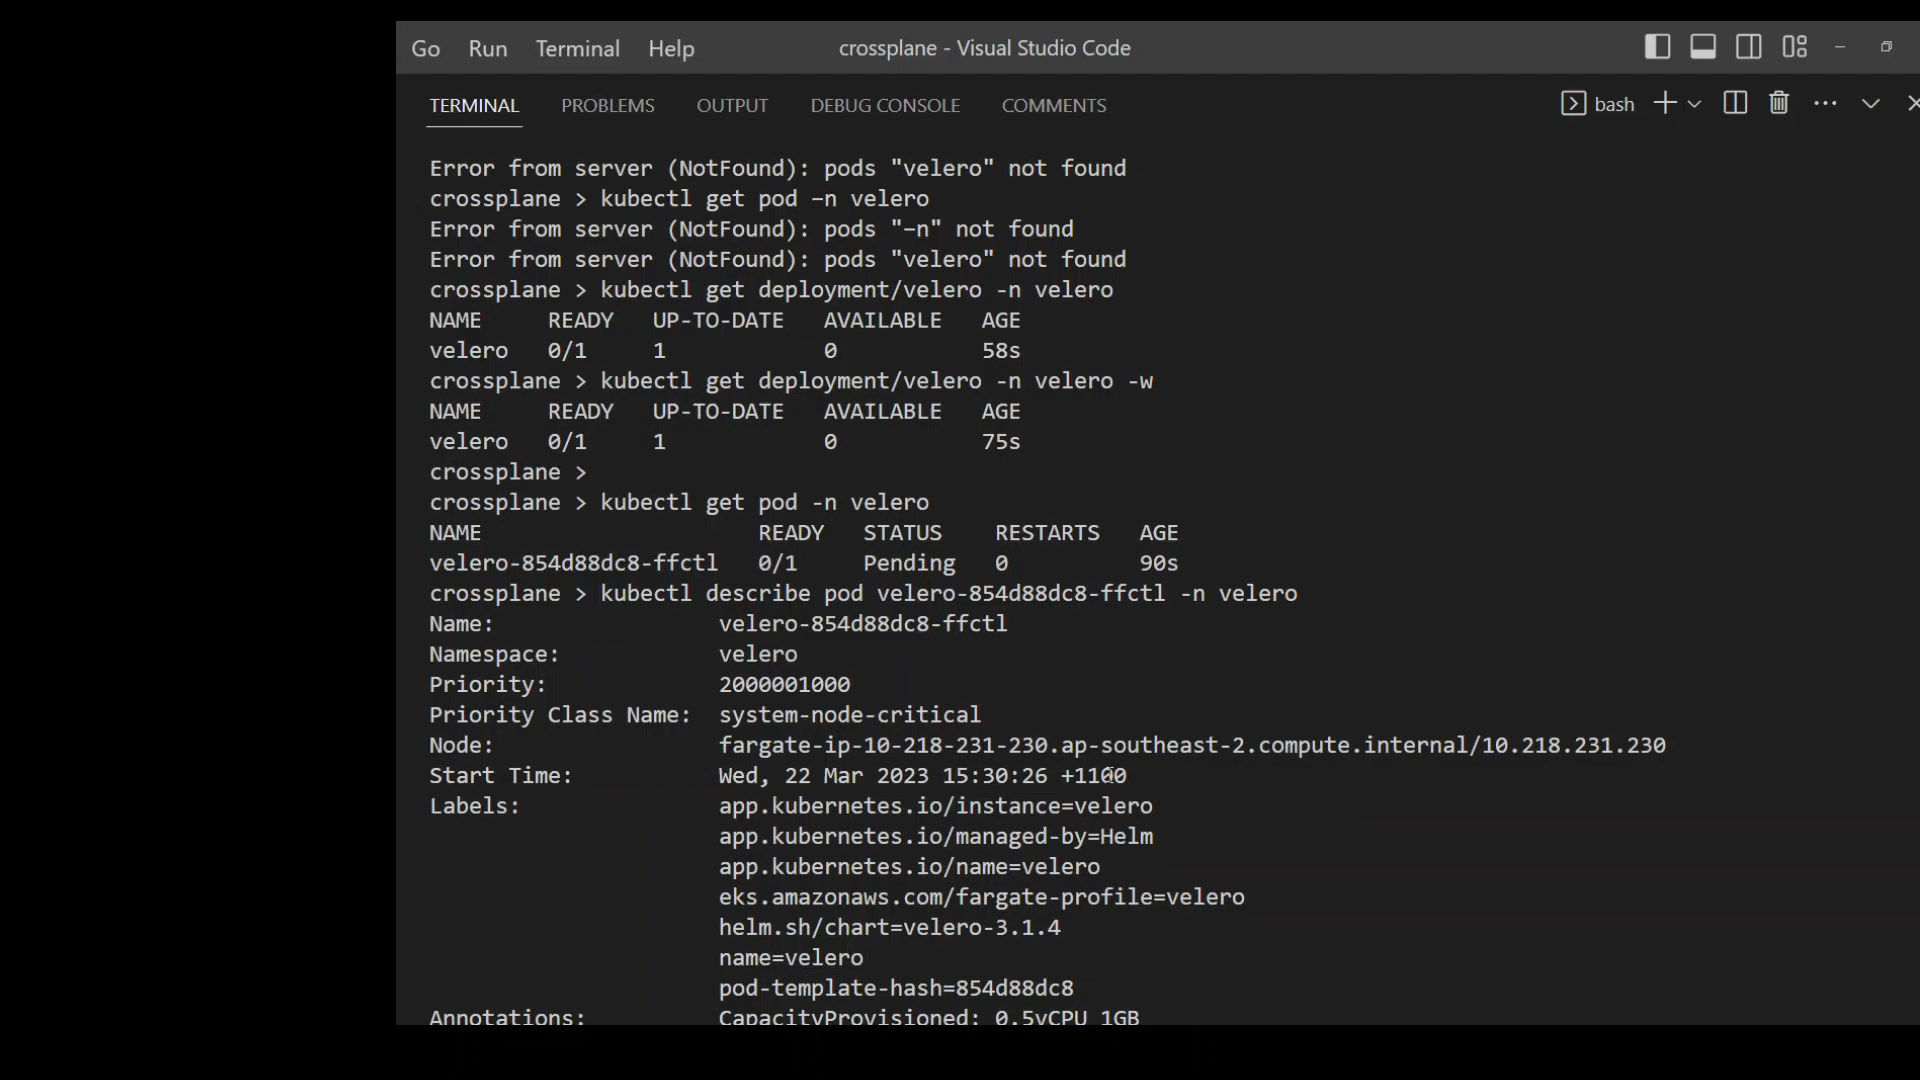 Go Run Terminal Help crossplane - Visual Studio Code
TERMINAL PROBLEMS OUTPUT DEBUG CONSOLE COMMENTS bash
Error from server (NotFound): pods "velero" not found
crossplane > kubectl get pod –n velero
Error from server (NotFound): pods "–n" not found
Error from server (NotFound): pods "velero" not found
crossplane > kubectl get deployment/velero -n velero
NAME READY UP-TO-DATE AVAILABLE AGE
velero 0/1 1 0 58s
crossplane > kubectl get deployment/velero -n velero -w
NAME READY UP-TO-DATE AVAILABLE AGE
velero 0/1 1 0 75s
crossplane >
crossplane > kubectl get pod -n velero
NAME READY STATUS RESTARTS AGE
velero-854d88dc8-ffctl 0/1 Pending 0 90s
crossplane > kubectl describe pod velero-854d88dc8-ffctl -n velero
Name: velero-854d88dc8-ffctl
Namespace: velero
Priority: 2000001000
Priority Class Name: system-node-critical
Node: fargate-ip-10-218-231-230.ap-southeast-2.compute.internal/10.218.231.230
Start Time: Wed, 22 Mar 2023 15:30:26 +1100
Labels: app.kubernetes.io/instance=velero
app.kubernetes.io/managed-by=Helm
app.kubernetes.io/name=velero
eks.amazonaws.com/fargate-profile=velero
helm.sh/chart=velero-3.1.4
name=velero
pod-template-hash=854d88dc8
Annotations: CapacityProvisioned: 0.5vCPU 1GB